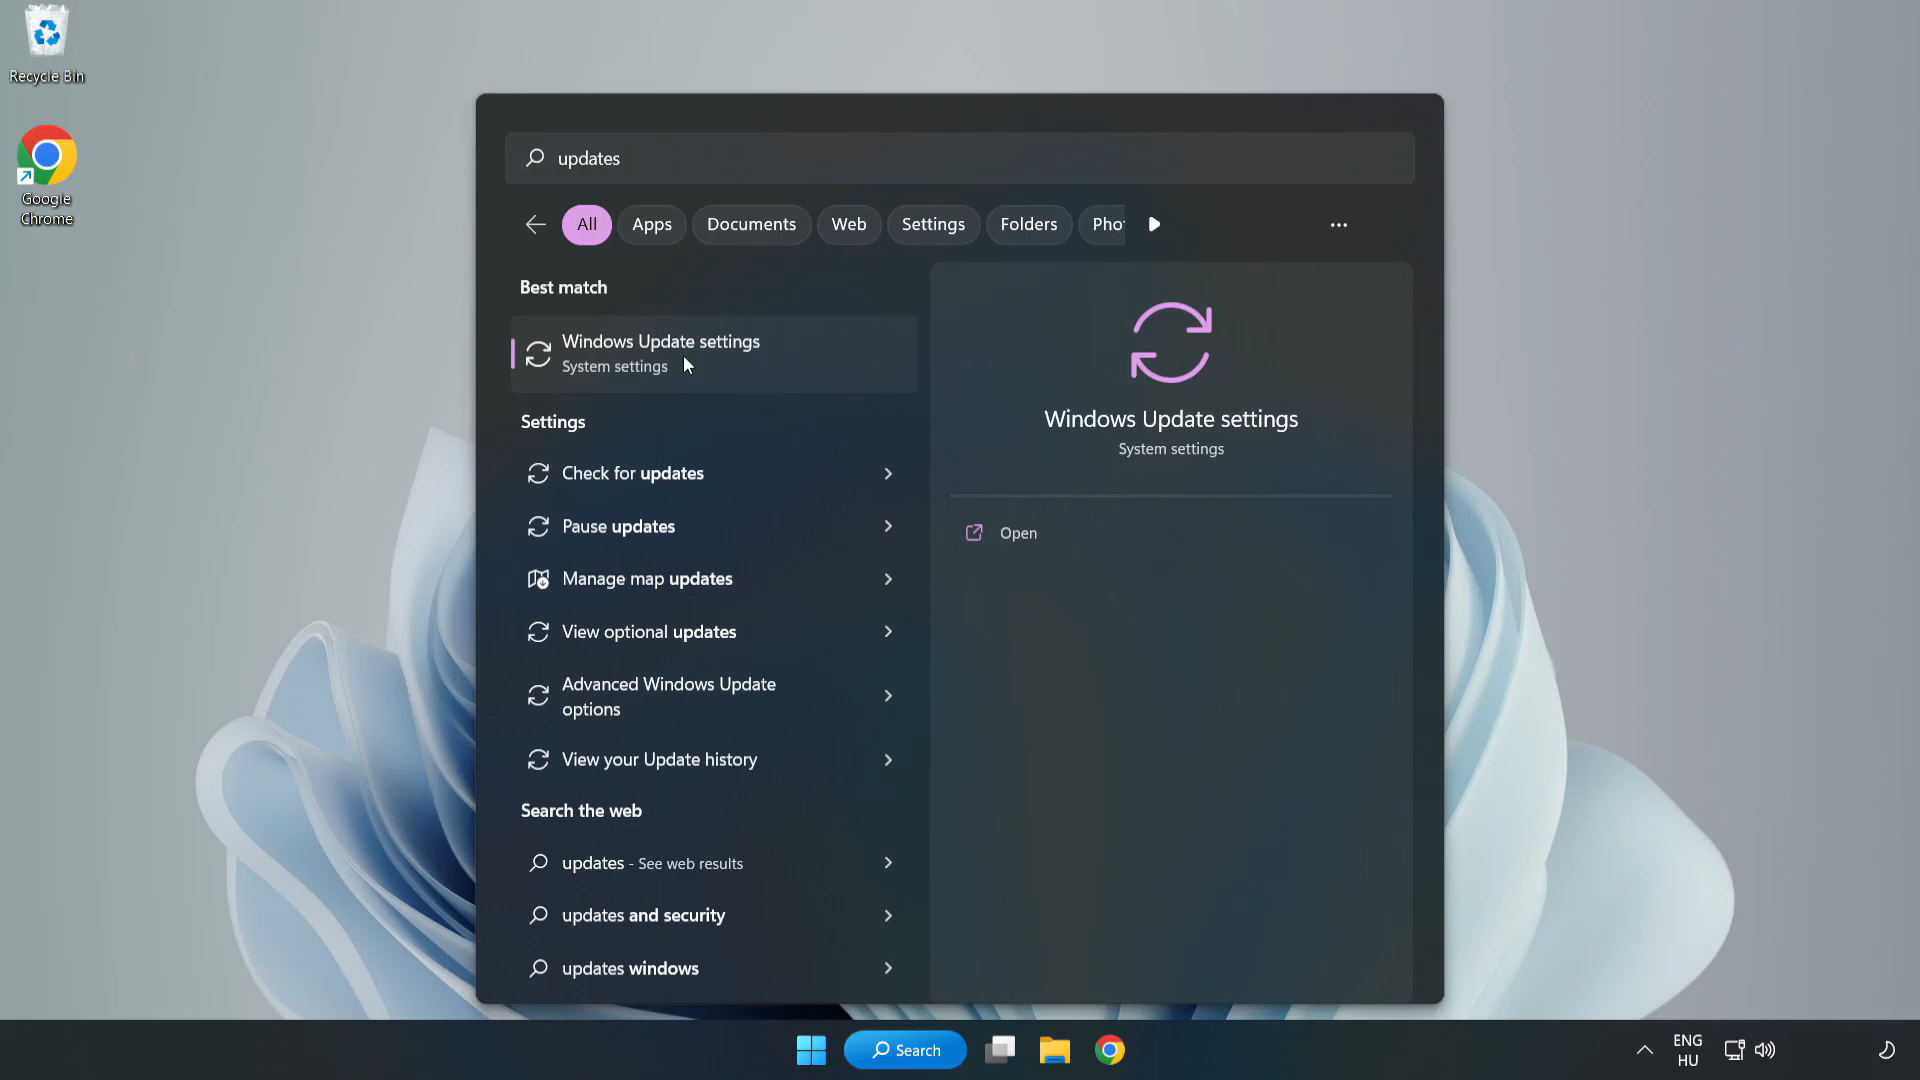 Recycle Bin
Google
Chrome
updates
All
Apps
Documents
Web
Settings
Folders
Pho
Best match
Windows Update settings
System settings
Settings
Check for updates
Pause updates
Manage map updates
View optional updates
Advanced Windows Update
options
View your Update history
Search the web
updates - See web results
updates and security
updates windows
Windows Update settings
System settings
Open
Search
ENG
HU